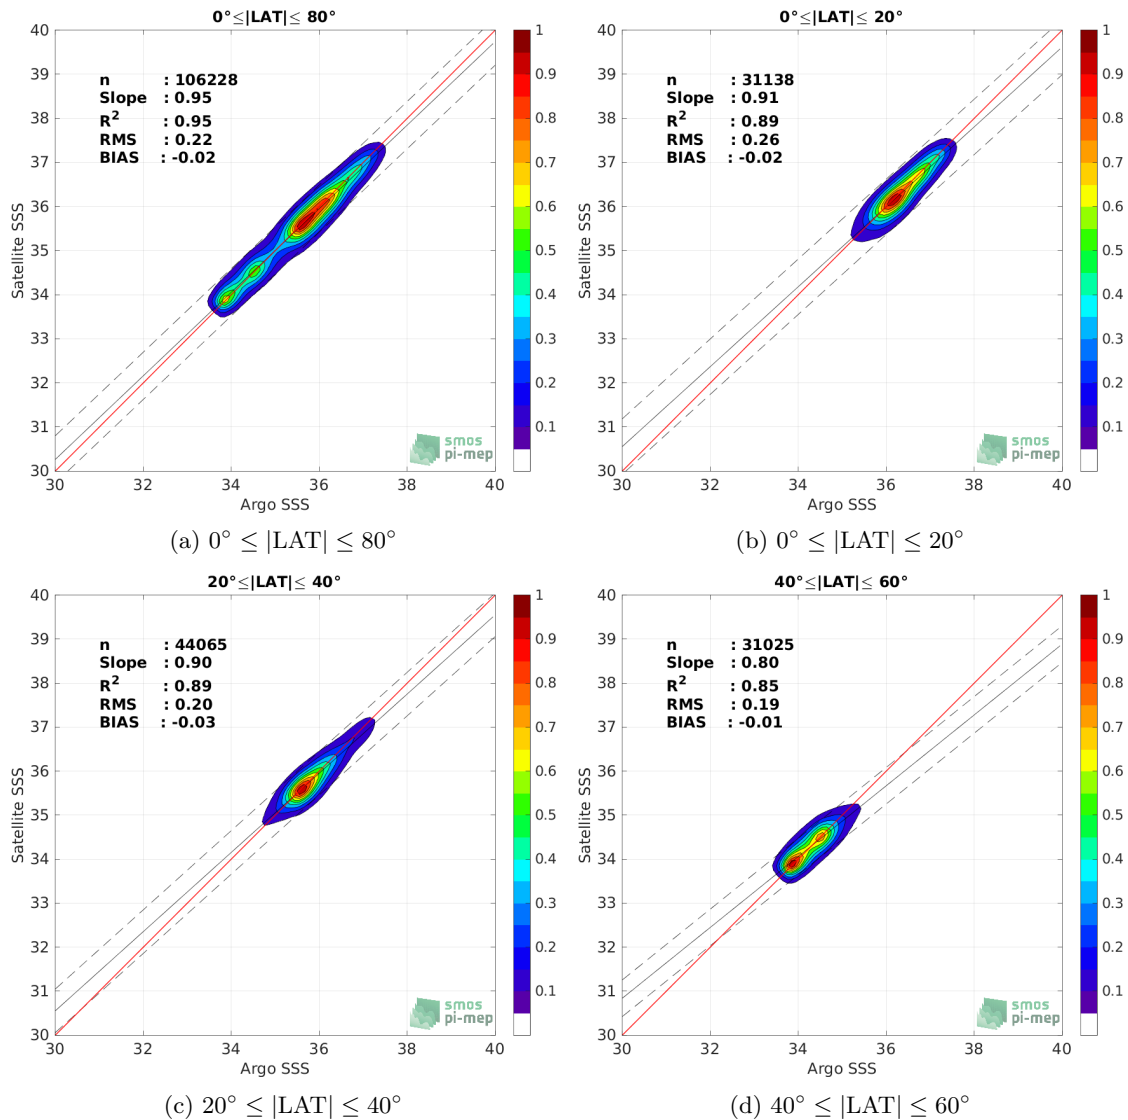 0°≤|LAT|≤ 80°
40
39
38
37
36
35
34
33
32
31
30
Satellite SSS
n : 106228
Slope : 0.95
R² : 0.95
RMS : 0.22
BIAS : -0.02
1
0.9
0.8
0.7
0.6
0.5
0.4
0.3
0.2
0.1
smos
pi-mep
30 32 34 36 38 40
Argo SSS
(a) 0° ≤ |LAT| ≤ 80°
0°≤|LAT|≤ 20°
40
39
38
37
36
35
34
33
32
31
30
Satellite SSS
n : 31138
Slope : 0.91
R² : 0.89
RMS : 0.26
BIAS : -0.02
1
0.9
0.8
0.7
0.6
0.5
0.4
0.3
0.2
0.1
smos
pi-mep
30 32 34 36 38 40
Argo SSS
(b) 0° ≤ |LAT| ≤ 20°
20°≤|LAT|≤ 40°
40
39
38
37
36
35
34
33
32
31
30
Satellite SSS
n : 44065
Slope : 0.90
R² : 0.89
RMS : 0.20
BIAS : -0.03
1
0.9
0.8
0.7
0.6
0.5
0.4
0.3
0.2
0.1
smos
pi-mep
30 32 34 36 38 40
Argo SSS
(c) 20° ≤ |LAT| ≤ 40°
40°≤|LAT|≤ 60°
40
39
38
37
36
35
34
33
32
31
30
Satellite SSS
n : 31025
Slope : 0.80
R² : 0.85
RMS : 0.19
BIAS : -0.01
1
0.9
0.8
0.7
0.6
0.5
0.4
0.3
0.2
0.1
smos
pi-mep
30 32 34 36 38 40
Argo SSS
(d) 40° ≤ |LAT| ≤ 60°